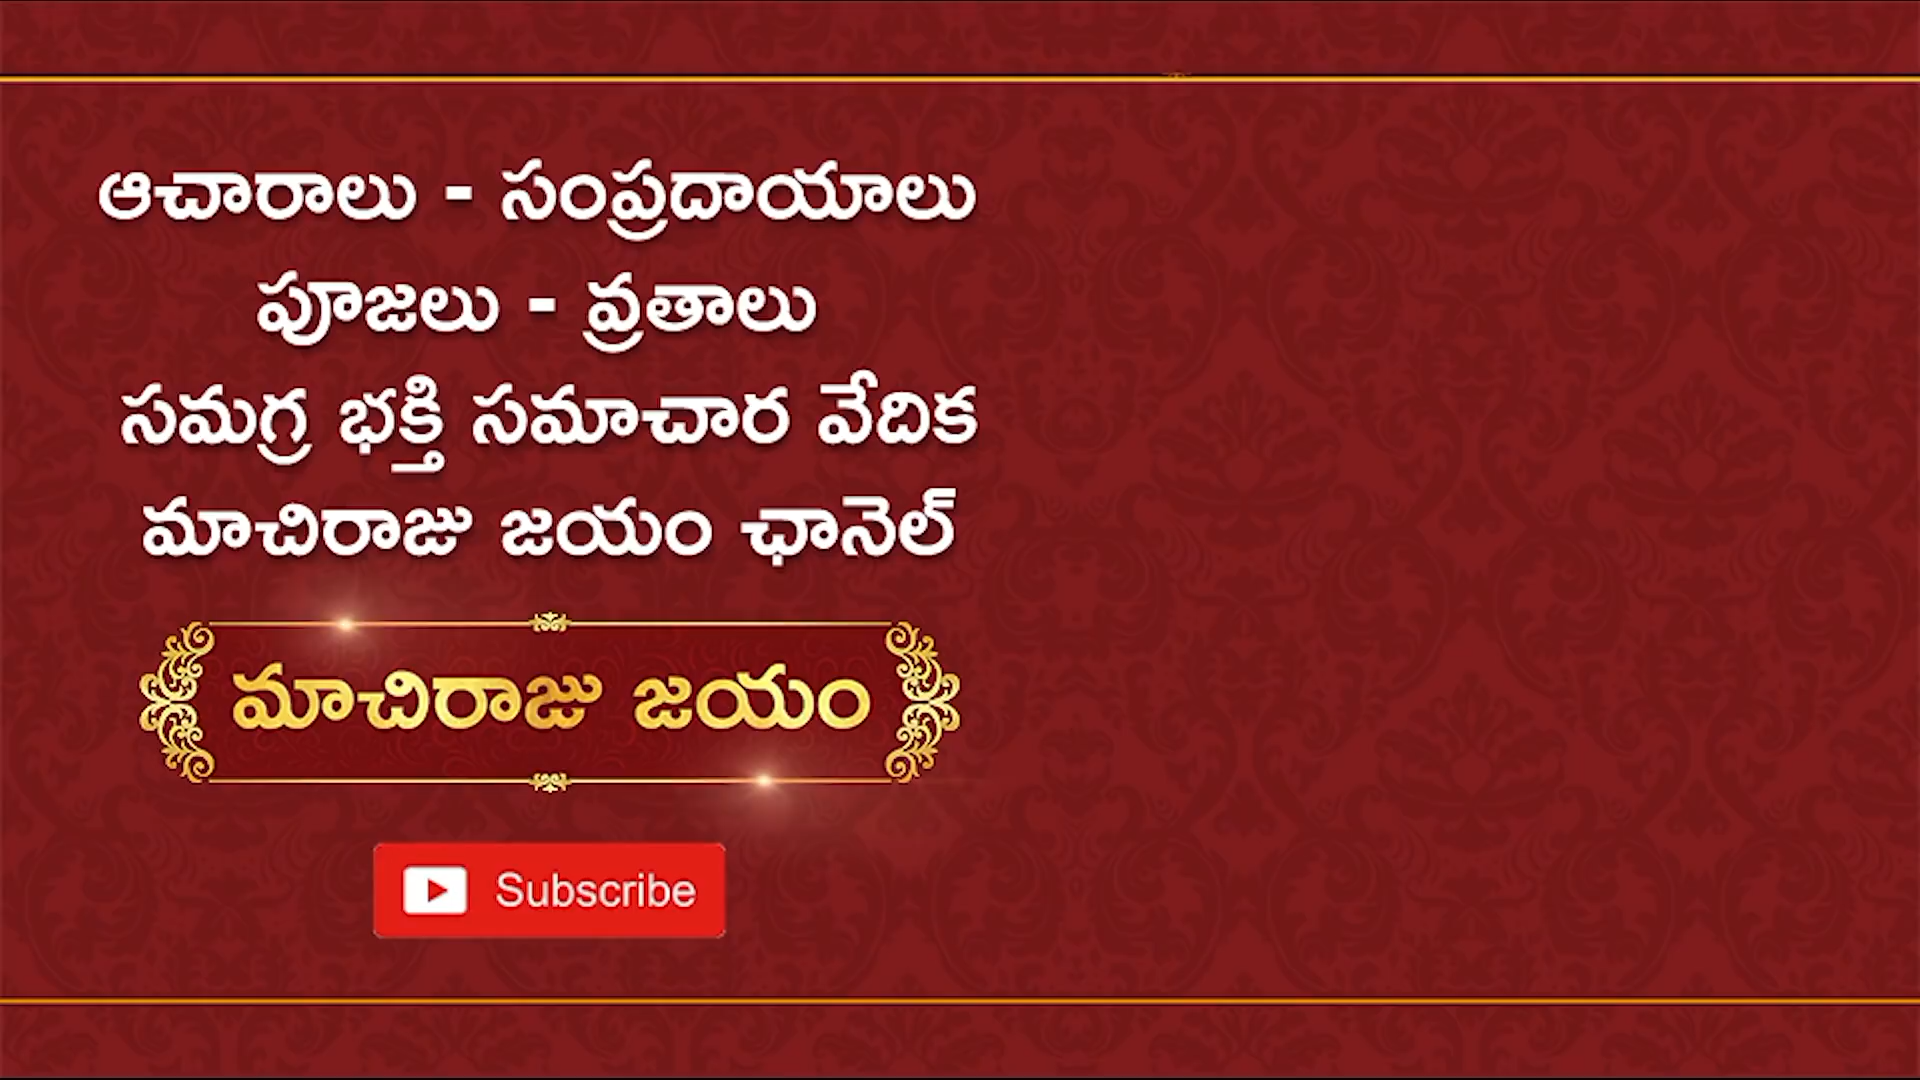 ఆచారాలు - సంప్రదాయాలు
పూజలు - వ్రతాలు
సమగ్ర భక్తి సమాచార వేదిక
మాచిరాజు జయం ఛానెల్
మాచిరాజు జయం
Subscribe